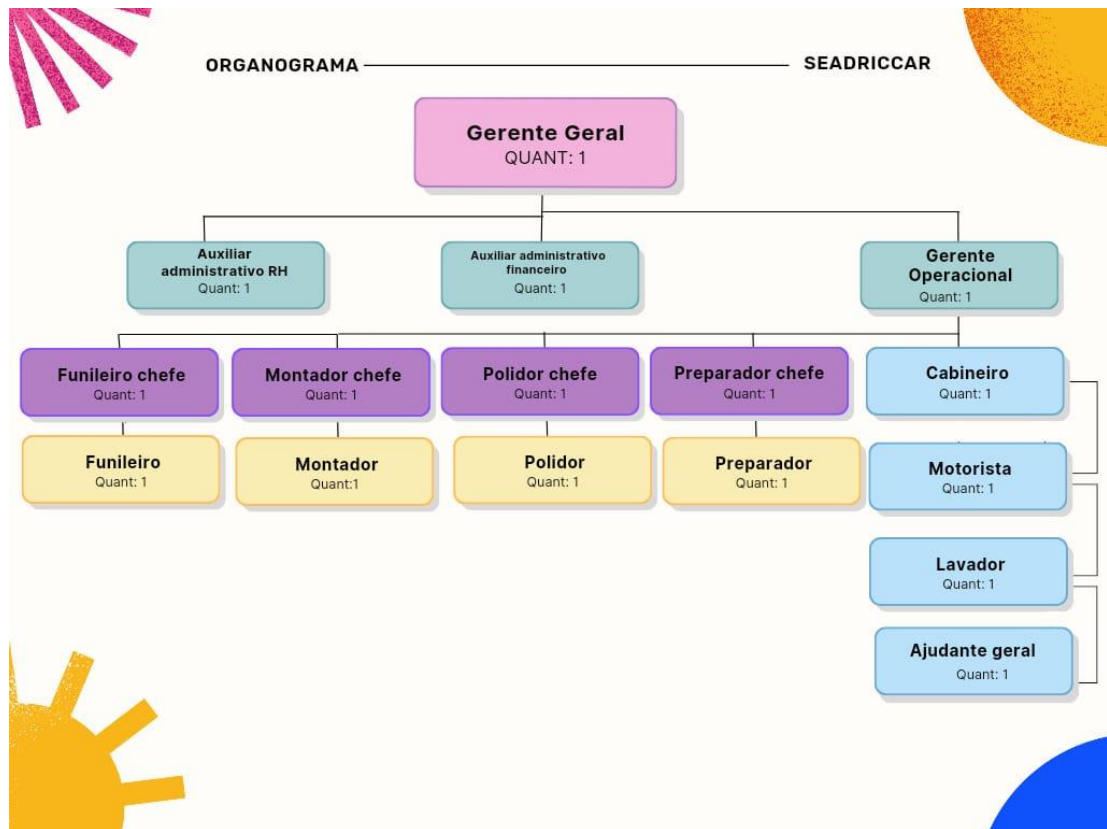 ORGANOGRAMA
SEADRICCAR
Gerente Geral
QUANT: 1
Auxiliar
administrativo RH
Quant: 1
Auxiliar administrativo
financeiro
Quant: 1
Gerente
Operacional
Quant: 1
Funileiro chefe
Quant: 1
Montador chefe
Quant: 1
Polidor chefe
Quant: 1
Preparador chefe
Quant: 1
Cabineiro
Quant: 1
Funileiro
Quant: 1
Montador
Quant:1
Polidor
Quant: 1
Preparador
Quant: 1
Motorista
Quant: 1
Lavador
Quant: 1
Ajudante geral
Quant: 1